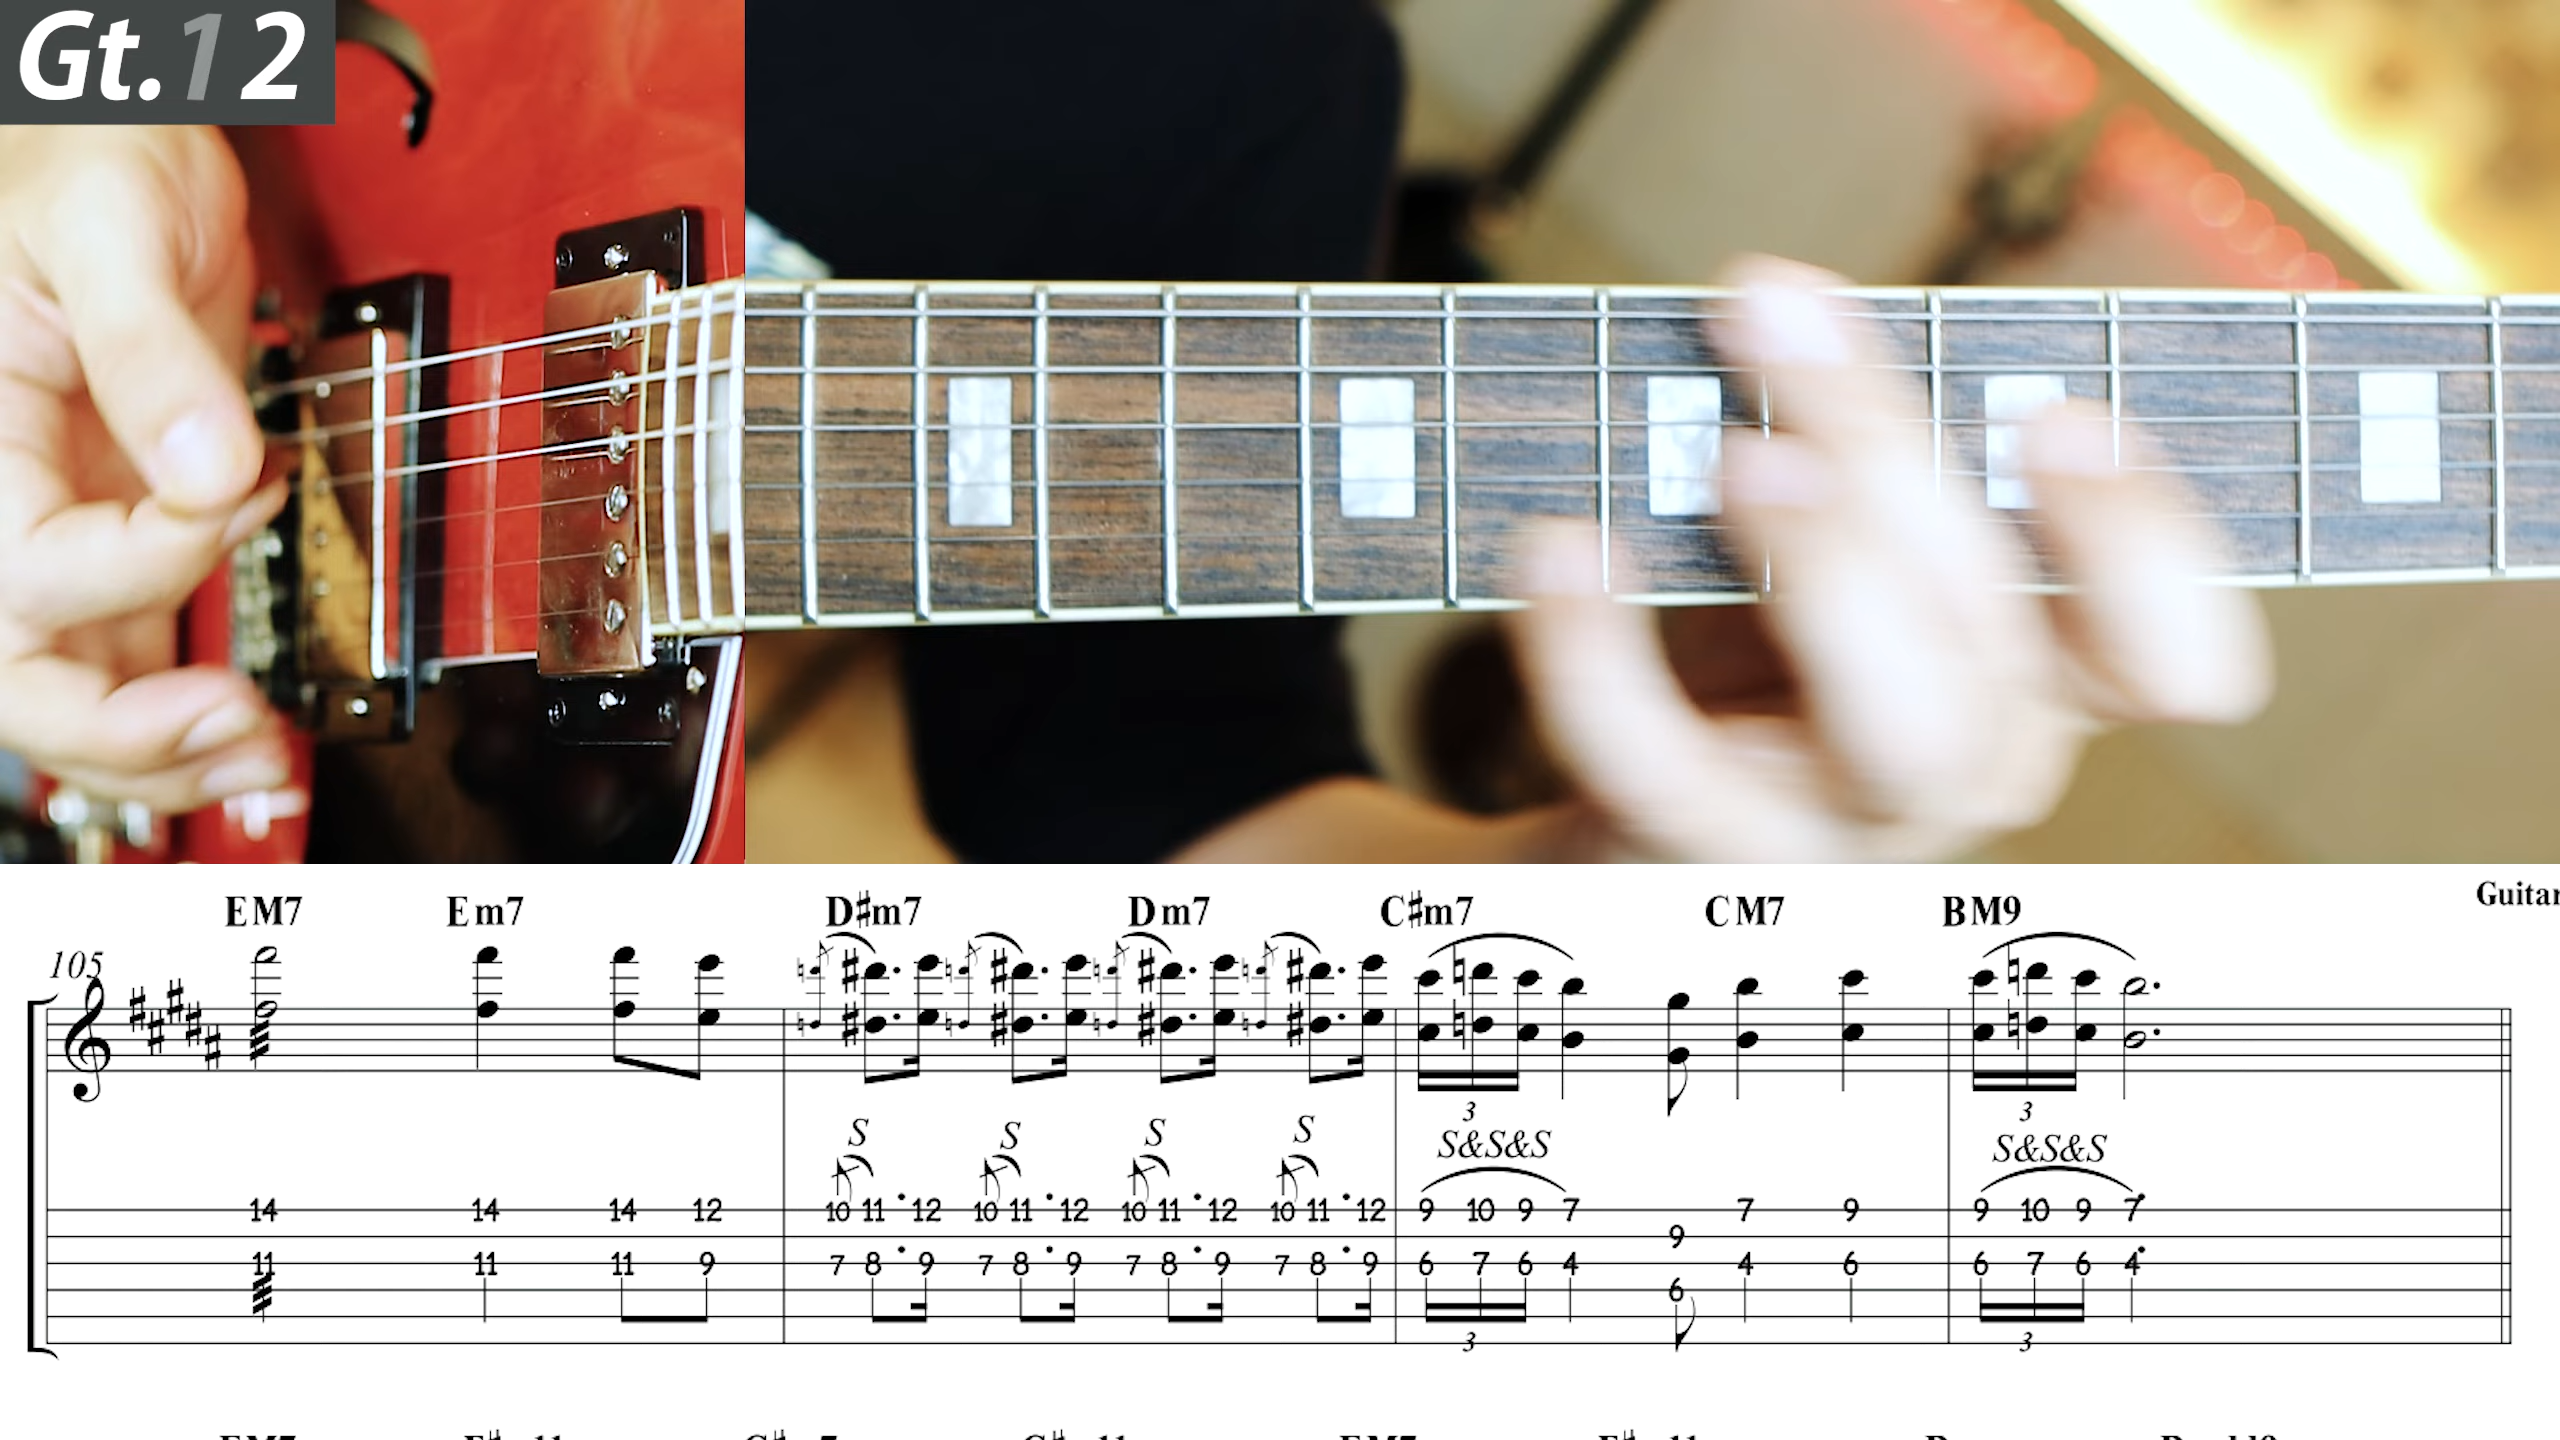 Gt.12
Guitar
EM7 Em7 D♯m7 Dm7 C♯m7 CM7 BM9
105
3 3
S S S S S&S&S S&S&S
14 14 14 12 10 11 12 10 11 12 10 11 12 10 11 12 9 10 9 7 7 9 9 10 9 7
9
11 11 11 9 7 8 9 7 8 9 7 8 9 7 8 9 6 7 6 4 4 6 6 7 6 4
6
3 3